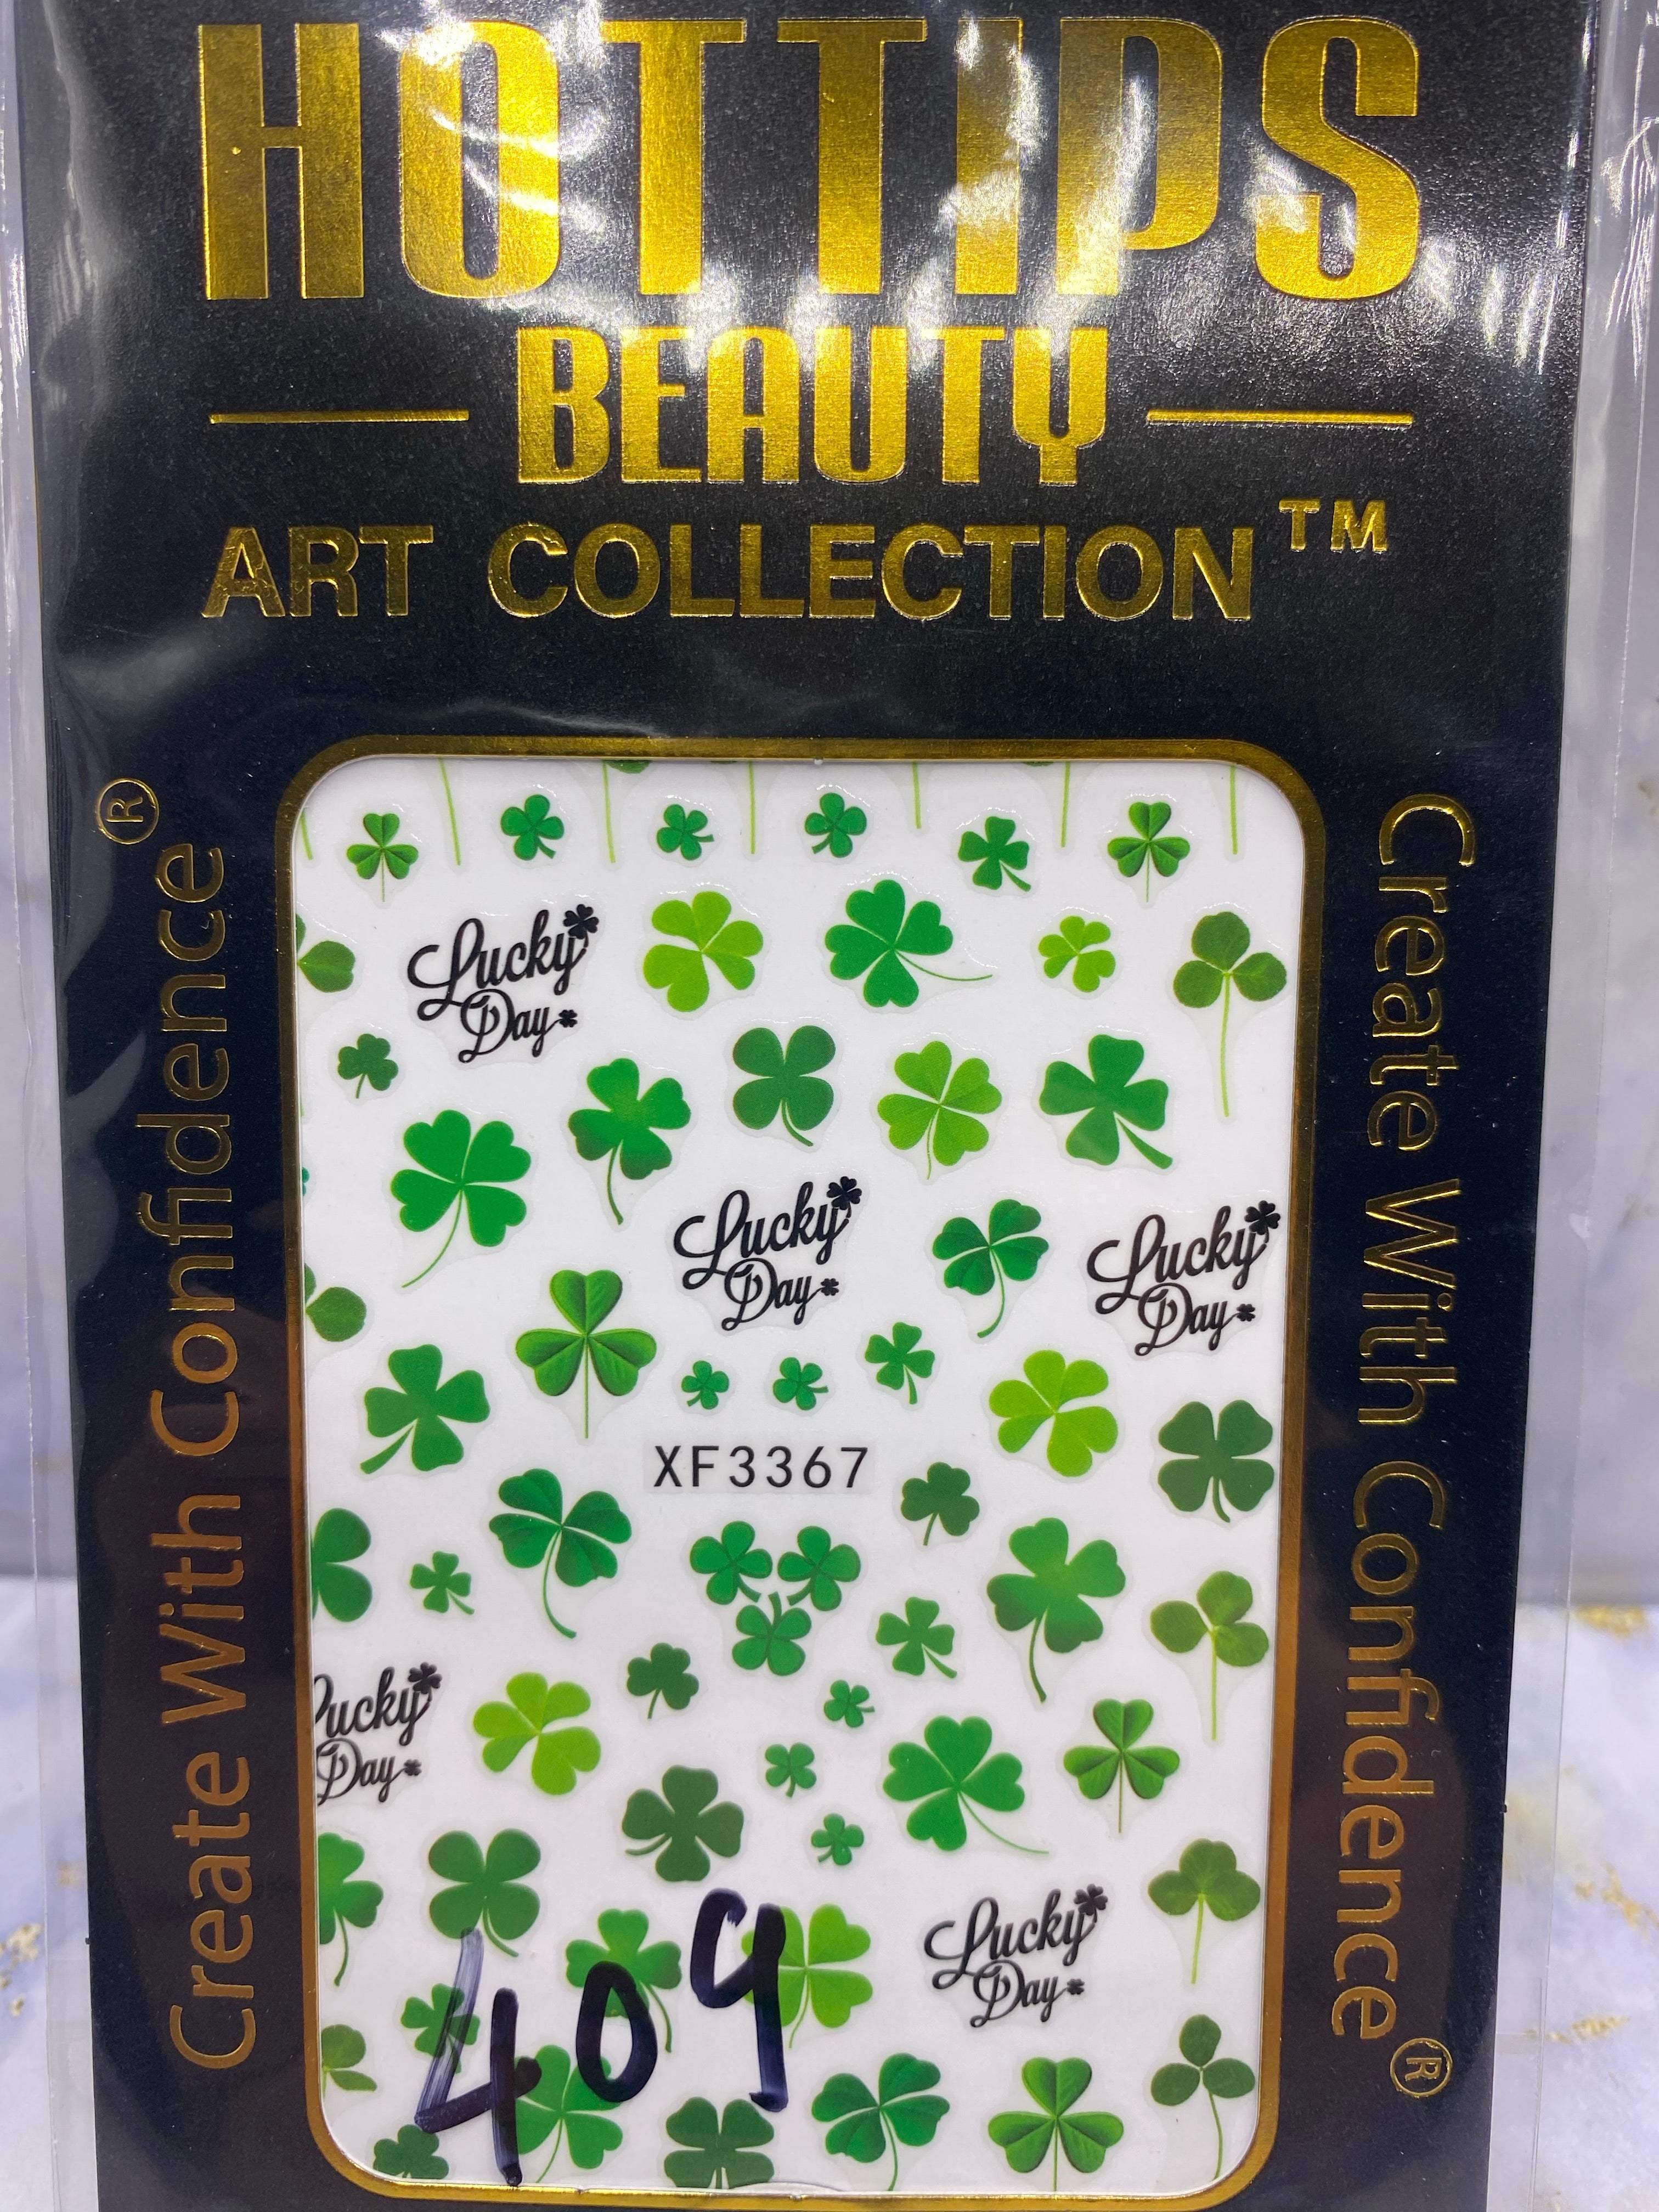 HOTTIPS
BEAUTY
ART COLLECTION™
Create With Confidence®
Create With Confidence®
Lucky
Day
Lucky
Day
Lucky
Day
XF3367
Lucky
Day
Lucky
Day
409